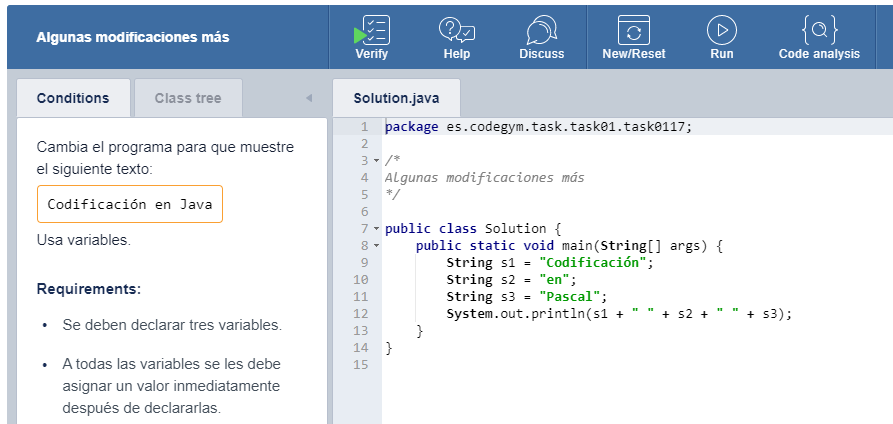 Algunas modificaciones más
Verify
Help
Discuss
New/Reset
Run
Code analysis
Conditions
Class tree
Solution.java
Cambia el programa para que muestre
el siguiente texto:
Codificación en Java
Usa variables.
Requirements:
• Se deben declarar tres variables.
• A todas las variables se les debe
asignar un valor inmediatamente
después de declararlas.
1 package es.codegym.task.task01.task0117;
2
3 /*
4 Algunas modificaciones más
5 */
6
7 public class Solution {
8     public static void main(String[] args) {
9         String s1 = "Codificación";
10         String s2 = "en";
11         String s3 = "Pascal";
12         System.out.println(s1 + " " + s2 + " " + s3);
13     }
14 }
15